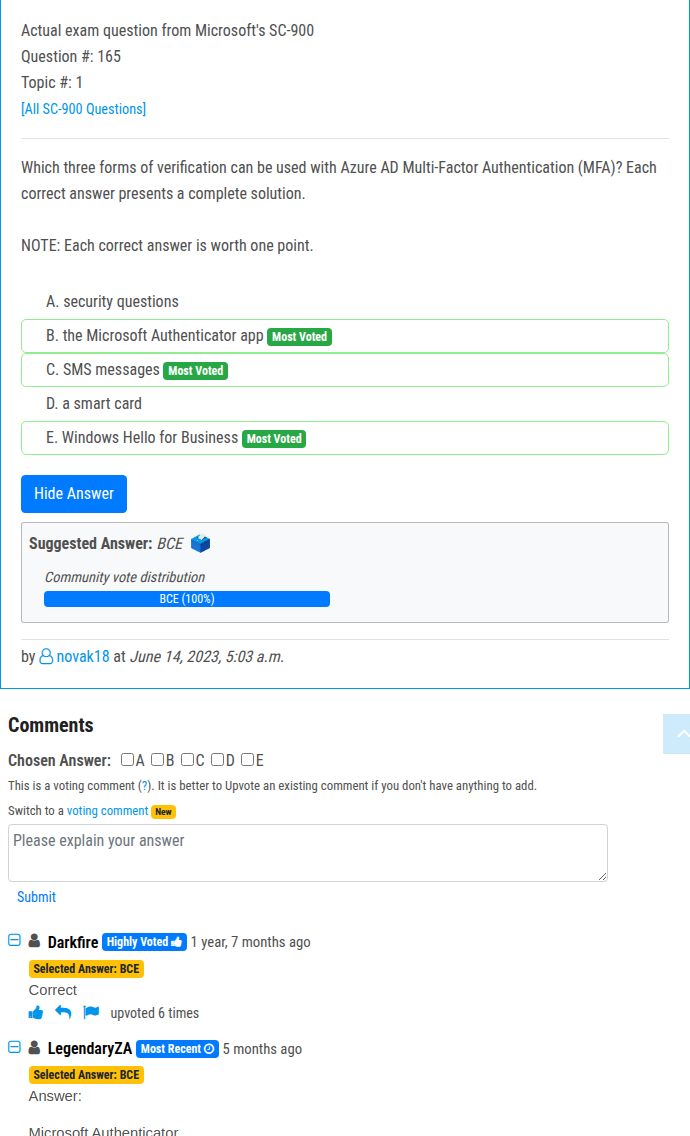 Actual exam question from Microsoft's SC-900
Question #: 165
Topic #: 1
[All SC-900 Questions]
Which three forms of verification can be used with Azure AD Multi-Factor Authentication (MFA)? Each
correct answer presents a complete solution.
NOTE: Each correct answer is worth one point.
A. security questions
B. the Microsoft Authenticator app Most Voted
C. SMS messages Most Voted
D. a smart card
E. Windows Hello for Business Most Voted
Hide Answer
Suggested Answer: BCE
Community vote distribution
BCE (100%)
by novak18 at June 14, 2023, 5:03 a.m.
Comments
Chosen Answer: A B C D E
This is a voting comment (?). It is better to Upvote an existing comment if you don't have anything to add.
Switch to a voting comment New
Please explain your answer
Submit
Darkfire Highly Voted 1 year, 7 months ago
Selected Answer: BCE
Correct
upvoted 6 times
LegendaryZA Most Recent 5 months ago
Selected Answer: BCE
Answer:
Microsoft Authenticator